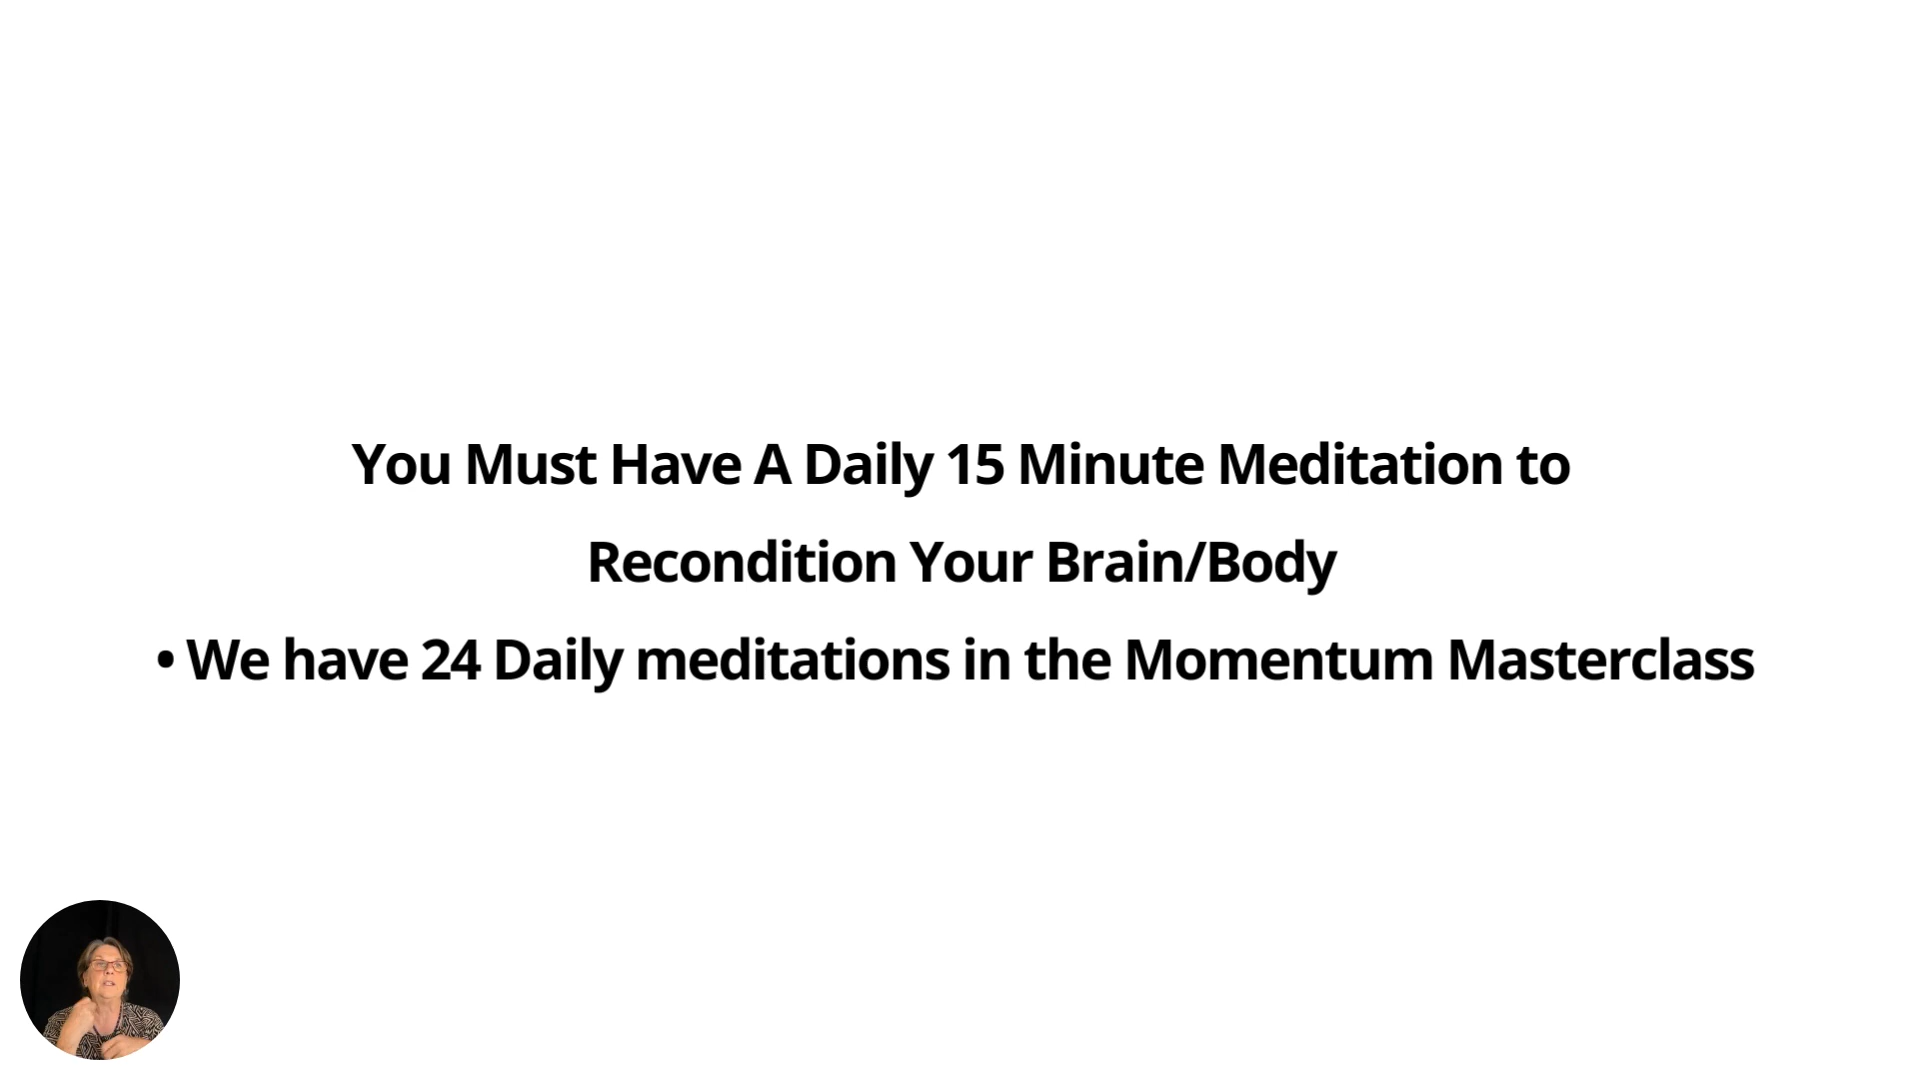 You Must Have A Daily 15 Minute Meditation to
Recondition Your Brain/Body
• We have 24 Daily meditations in the Momentum Masterclass